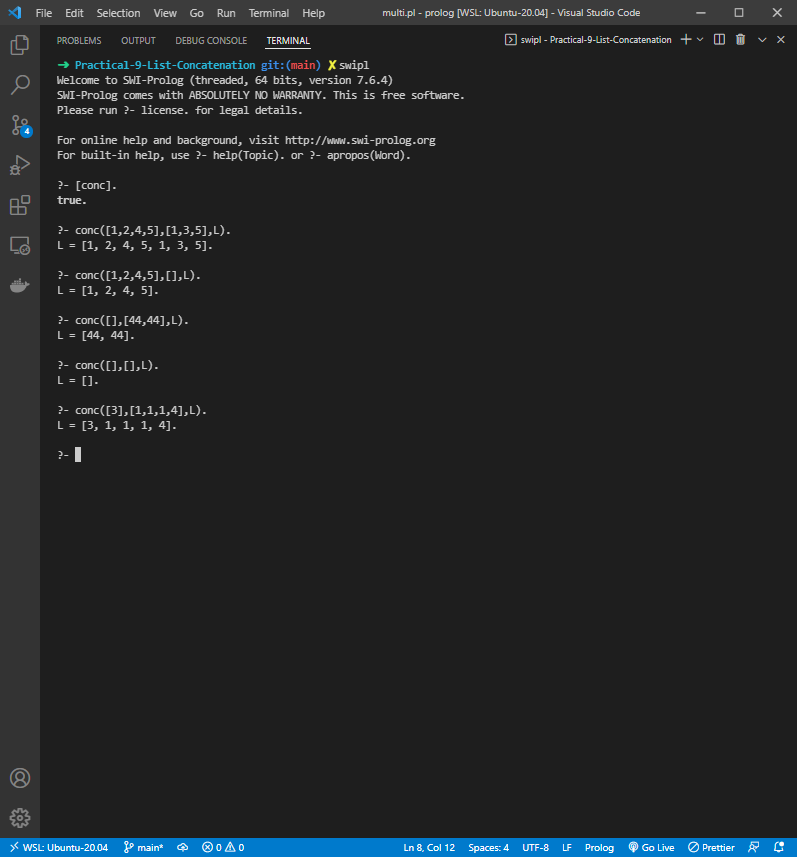 File Edit Selection View Go Run Terminal Help multi.pl - prolog [WSL: Ubuntu-20.04] - Visual Studio Code
PROBLEMS OUTPUT DEBUG CONSOLE TERMINAL swipl - Practical-9-List-Concatenation
4
➜ Practical-9-List-Concatenation git:(main) ✗ swipl
Welcome to SWI-Prolog (threaded, 64 bits, version 7.6.4)
SWI-Prolog comes with ABSOLUTELY NO WARRANTY. This is free software.
Please run ?- license. for legal details.
For online help and background, visit http://www.swi-prolog.org
For built-in help, use ?- help(Topic). or ?- apropos(Word).
?- [conc].
true.
?- conc([1,2,4,5],[1,3,5],L).
L = [1, 2, 4, 5, 1, 3, 5].
?- conc([1,2,4,5],[],L).
L = [1, 2, 4, 5].
?- conc([],[44,44],L).
L = [44, 44].
?- conc([],[],L).
L = [].
?- conc([3],[1,1,1,4],L).
L = [3, 1, 1, 1, 4].
?-
WSL: Ubuntu-20.04 main* 0 0 Ln 8, Col 12 Spaces: 4 UTF-8 LF Prolog Go Live Prettier